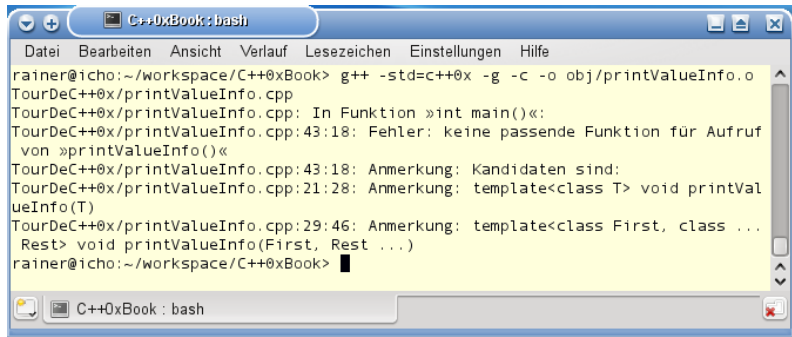 C++0xBook : bash
Datei Bearbeiten Ansicht Verlauf Lesezeichen Einstellungen Hilfe
rainer@icho:~/workspace/C++0xBook> g++ -std=c++0x -g -c -o obj/printValueInfo.o
TourDeC++0x/printValueInfo.cpp
TourDeC++0x/printValueInfo.cpp: In Funktion »int main()«:
TourDeC++0x/printValueInfo.cpp:43:18: Fehler: keine passende Funktion für Aufruf
von »printValueInfo()«
TourDeC++0x/printValueInfo.cpp:43:18: Anmerkung: Kandidaten sind:
TourDeC++0x/printValueInfo.cpp:21:28: Anmerkung: template<class T> void printVal
ueInfo(T)
TourDeC++0x/printValueInfo.cpp:29:46: Anmerkung: template<class First, class ...
Rest> void printValueInfo(First, Rest ...)
rainer@icho:~/workspace/C++0xBook>
C++0xBook : bash